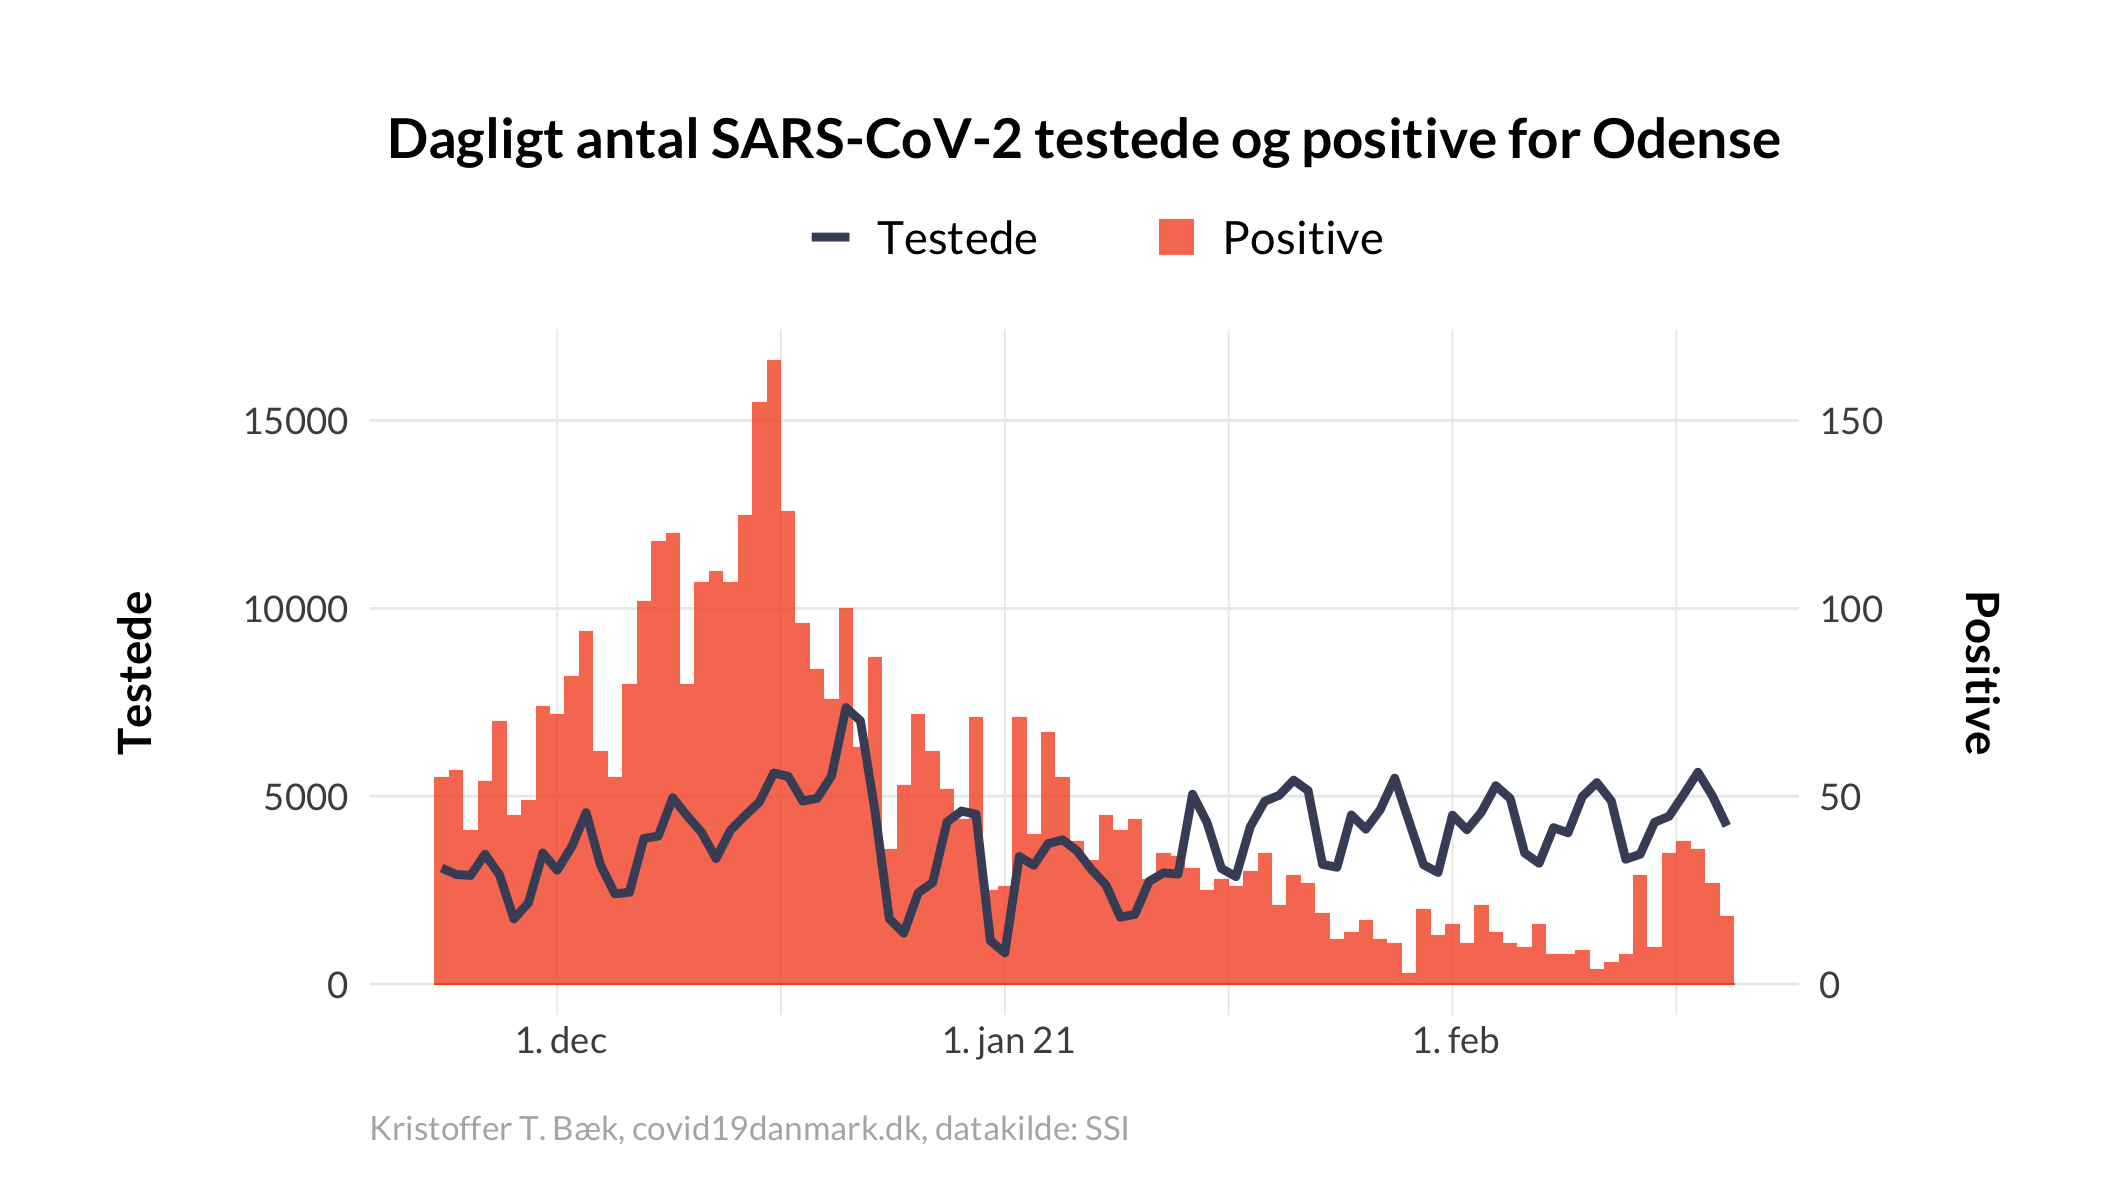 Dagligt antal SARS-CoV-2 testede og positive for Odense
Testede
Positive
15000
10000
5000
0
Testede
150
100
50
0
Positive
1. dec
1. jan 21
1. feb
Kristoffer T. Bæk, covid19danmark.dk, datakilde: SSI